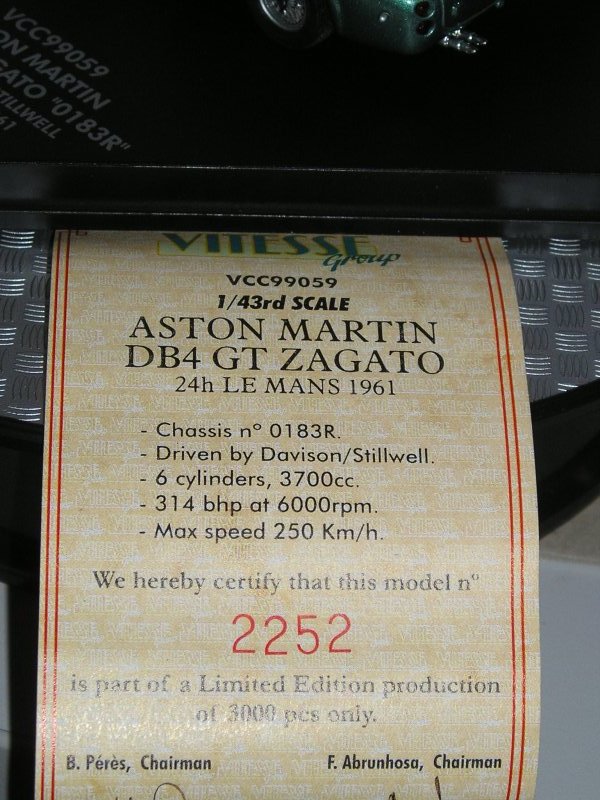 VCC99059
ON MARTIN
GATO "0183R"
STILLWELL
61
VITESSE
Group
VCC99059
1/43rd SCALE
ASTON MARTIN
DB4 GT ZAGATO
24h LE MANS 1961
- Chassis nº 0183R.
- Driven by Davison/Stillwell.
- 6 cylinders, 3700cc.
- 314 bhp at 6000rpm.
- Max speed 250 Km/h.
We hereby certify that this model nº
2252
is part of a Limited Edition production
of 3000 pcs only.
B. Pérès, Chairman F. Abrunhosa, Chairman